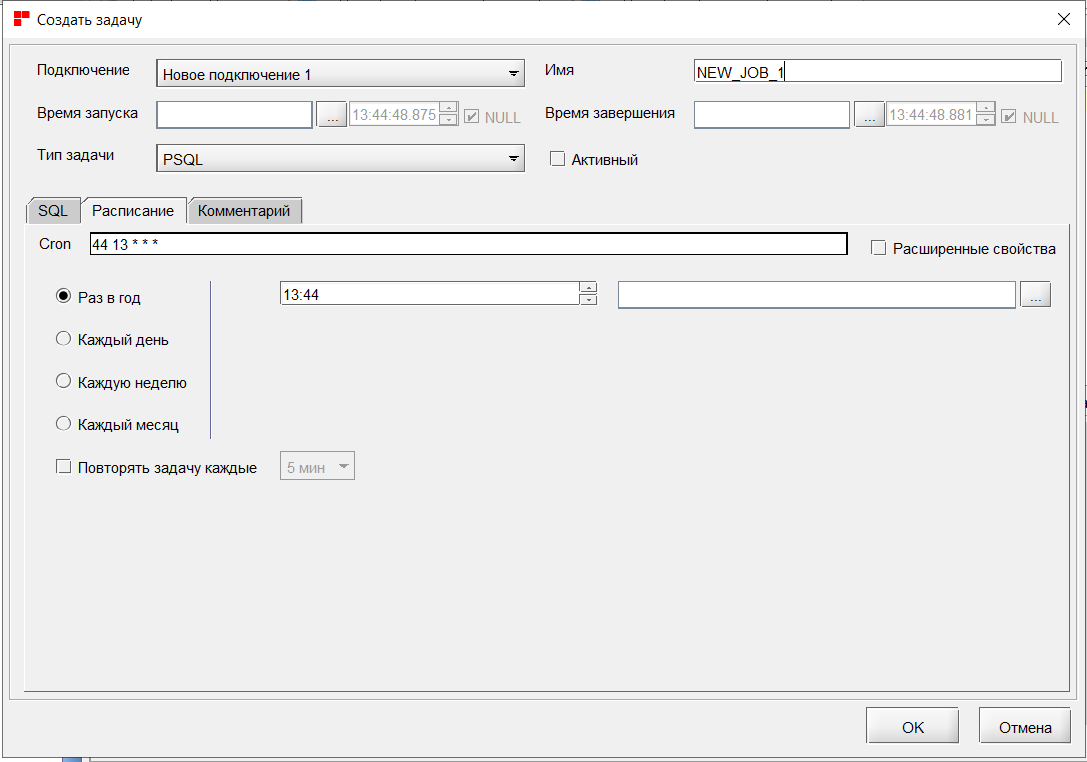 Создать задачу
Подключение Новое подключение 1 Имя NEW_JOB_1
Время запуска ... 13:44:48.875 NULL Время завершения ... 13:44:48.881 NULL
Тип задачи PSQL Активный
SQL Расписание Комментарий
Cron 44 13 * * * Расширенные свойства
Раз в год 13:44 ...
Каждый день
Каждую неделю
Каждый месяц
Повторять задачу каждые 5 мин
OK Отмена